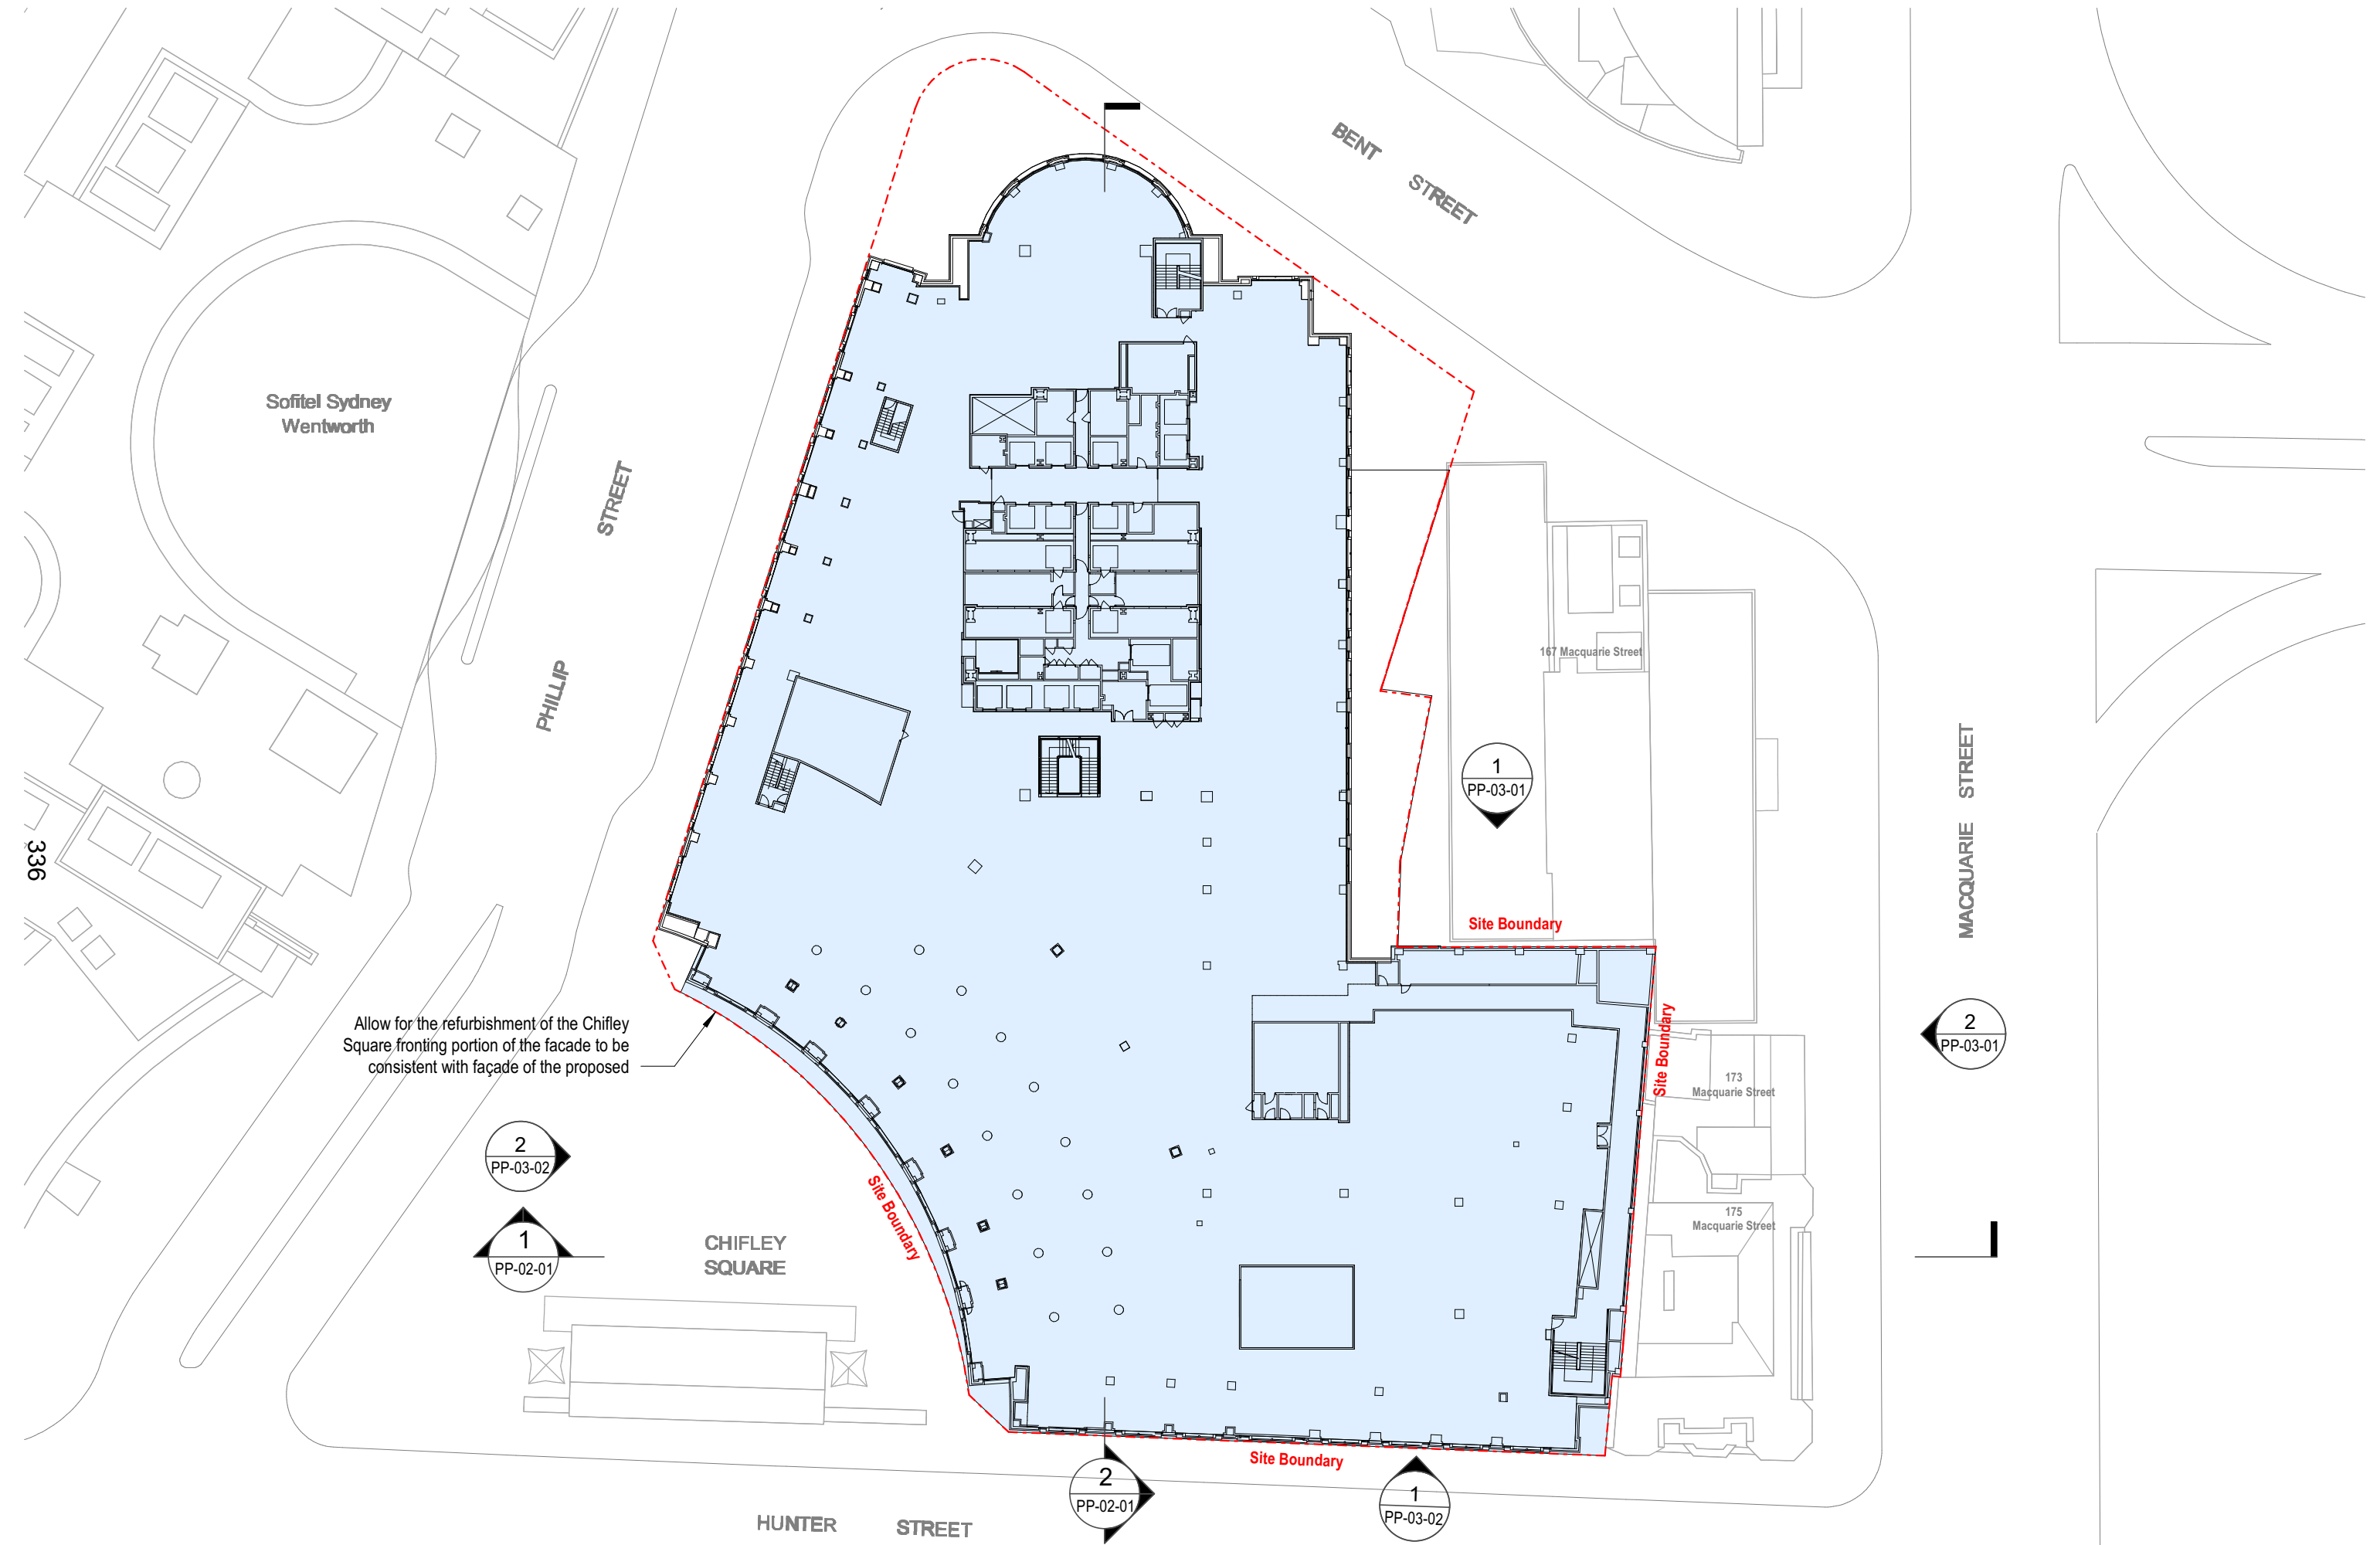 BENT
STREET
Sofitel Sydney
Wentworth
STREET
PHILLIP
167 Macquarie Street
1
PP-03-01
STREET
MACQUARIE
336
Site Boundary
2
PP-03-01
Site Boundary
Allow for the refurbishment of the Chifley
Square fronting portion of the facade to be
consistent with façade of the proposed
173
Macquarie Street
2
PP-03-02
Site Boundary
175
Macquarie Street
1
PP-02-01
CHIFLEY
SQUARE
Site Boundary
2
PP-02-01
1
PP-03-02
HUNTER STREET